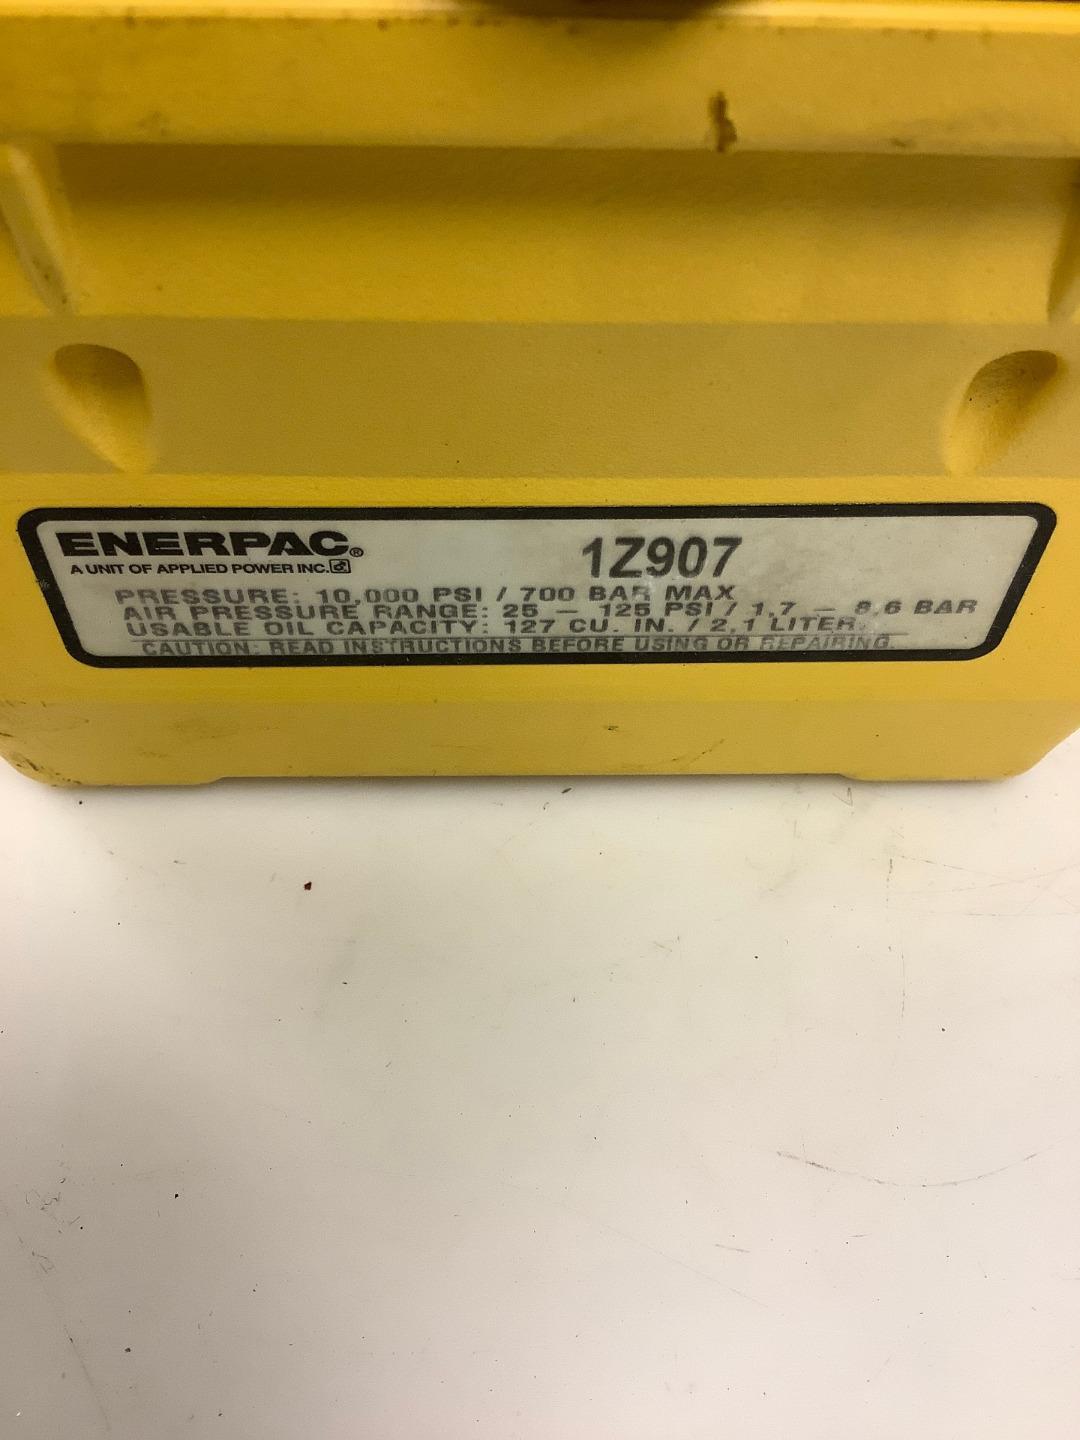 ENERPAC®
A UNIT OF APPLIED POWER INC.
1Z907
PRESSURE: 10,000 PSI / 700 BAR MAX
AIR PRESSURE RANGE: 25 – 125 PSI / 1,7 – 8,6 BAR
USABLE OIL CAPACITY: 127 CU. IN. / 2,1 LITER.
CAUTION: READ INSTRUCTIONS BEFORE USING OR REPAIRING.